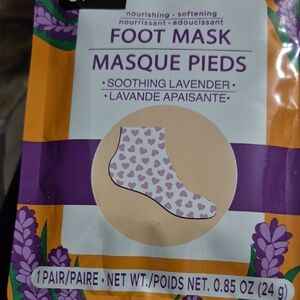 nourishing • softening
nourrissant • adoucissant
FOOT MASK
MASQUE PIEDS
• SOOTHING LAVENDER •
• LAVANDE APAISANTE •
1 PAIR/PAIRE • NET WT./POIDS NET. 0.85 OZ (24 g)